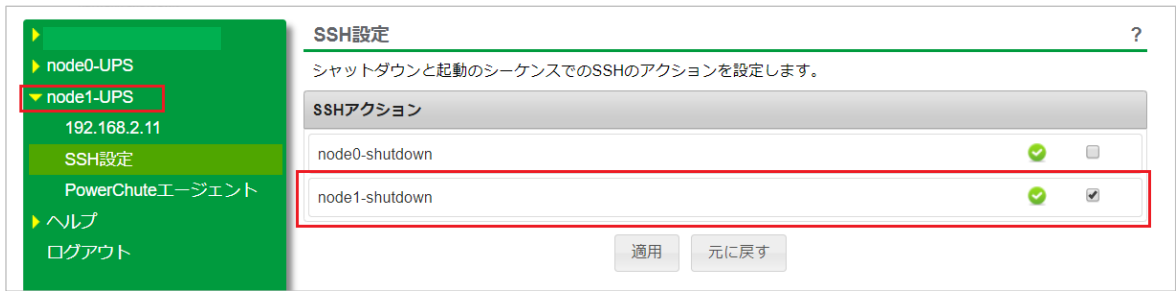 node0-UPS
node1-UPS
192.168.2.11
SSH設定
PowerChuteエージェント
ヘルプ
ログアウト
SSH設定
?
シャットダウンと起動のシーケンスでのSSHのアクションを設定します。
SSHアクション
node0-shutdown
node1-shutdown
適用
元に戻す